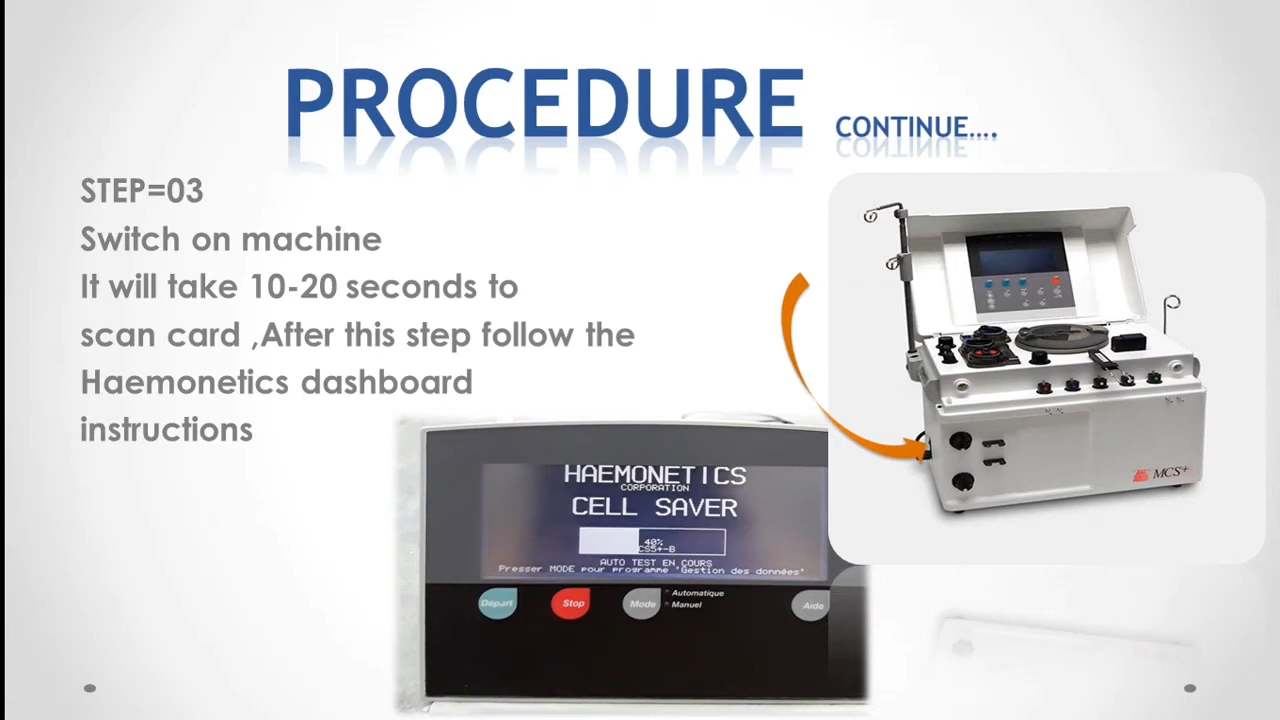 PROCEDURE CONTINUE….
STEP=03
Switch on machine
It will take 10-20 seconds to
scan card ,After this step follow the
Haemonetics dashboard
instructions
MCS+
HAEMONETICS
CORPORATION
CELL SAVER
40%
CS5+-B
AUTO TEST EN COURS
Presser MODE pour programme 'Gestion des données'
Départ
Stop
Mode
Automatique
Manuel
Aide